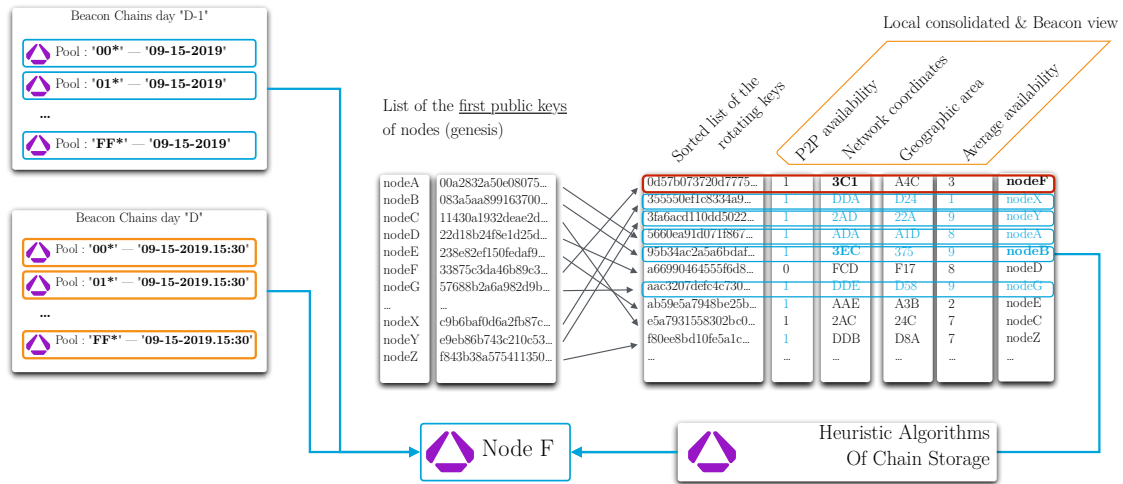 Beacon Chains day "D-1"
Pool : "00*" — "09-15-2019"
Pool : "01*" — "09-15-2019"
...
Pool : "FF*" — "09-15-2019"
Beacon Chains day "D"
Pool : "00*" — "09-15-2019.15:30"
Pool : "01*" — "09-15-2019.15:30"
...
Pool : "FF*" — "09-15-2019.15:30"
List of the first public keys
of nodes (genesis)
nodeA 00a2832a50e08075...
nodeB 083a5aa899163700...
nodeC 11430a1932deae2d...
nodeD 22d18b24f8e1d25d...
nodeE 238e82ef150fedaf9...
nodeF 33875c3da46b89c3...
nodeG 57688b2a6a982d9b...
... ...
nodeX c9b6baf0d6a2fb87c...
nodeY e9eb86b743c210c53...
nodeZ f843b38a575411350...
Local consolidated & Beacon view
Sorted list of the
rotating keys
P2P availability
Network coordinates
Geographic area
Average availability
0d57b073720d7775... 1 3C1 A4C 3 nodeF
355550ef1c8334a9... 1 DDA D24 1 nodeX
3fa6acd110dd5022... 1 2AD 22A 9 nodeY
5660ea91d071f867... 1 ADA A1D 8 nodeA
95b34ac2a5a6bdaf... 1 3EC 375 9 nodeB
a66990464555f6d8... 0 FCD F17 8 nodeD
aac3207defc4c730... 1 DDE D58 9 nodeG
ab59e5a7948be25b... 1 AAE A3B 2 nodeE
e5a7931558302bc0... 1 2AC 24C 7 nodeC
f80ee8bd10fe5a1c... 1 DDB D8A 7 nodeZ
... ... ... ... ... ...
Node F
Heuristic Algorithms
Of Chain Storage